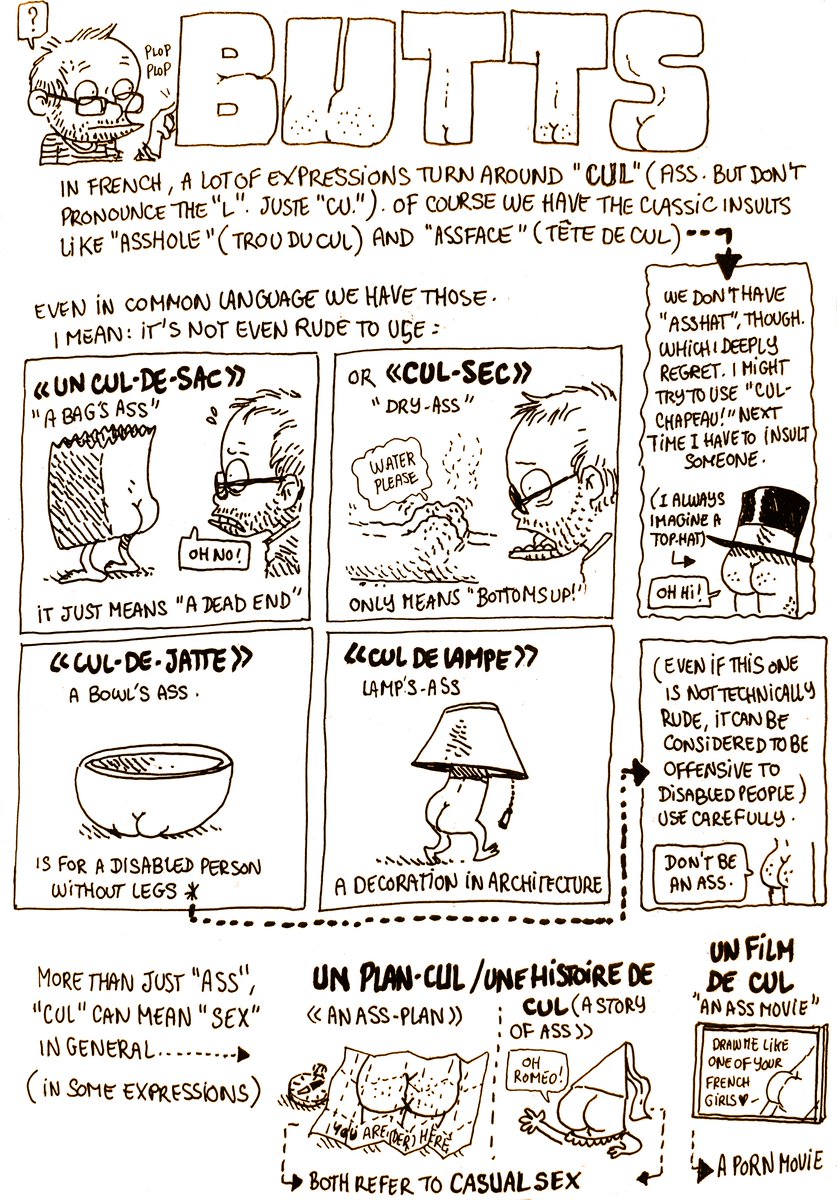 ?
PLOP
PLOP
BUTTS
IN FRENCH, A LOT OF EXPRESSIONS TURN AROUND "CUL" (ASS. BUT DON'T
PRONOUNCE THE "L". JUSTE "CU."). OF COURSE WE HAVE THE CLASSIC INSULTS
LIKE "ASSHOLE" (TROU DU CUL) AND "ASSFACE" (TÊTE DE CUL)
WE DON'T HAVE
"ASSHAT", THOUGH.
WHICH I DEEPLY
REGRET. I MIGHT
TRY TO USE "CUL-
CHAPEAU!" NEXT
TIME I HAVE TO INSULT
SOMEONE.
(I ALWAYS
IMAGINE A
TOP-HAT)
OH HI!
EVEN IN COMMON LANGUAGE WE HAVE THOSE.
I MEAN: IT'S NOT EVEN RUDE TO USE:
«UN CUL-DE-SAC»
"A BAG'S ASS"
OH NO!
IT JUST MEANS "A DEAD END"
OR «CUL-SEC»
"DRY-ASS"
WATER
PLEASE
ONLY MEANS "BOTTOMS UP!"
«CUL-DE-JATTE»
A BOWL'S ASS.
IS FOR A DISABLED PERSON
WITHOUT LEGS *
«CUL DE LAMPE»
LAMP'S-ASS
A DECORATION IN ARCHITECTURE
(EVEN IF THIS ONE
IS NOT TECHNICALLY
RUDE, IT CAN BE
CONSIDERED TO BE
OFFENSIVE TO
DISABLED PEOPLE)
USE CAREFULLY.
DON'T BE
AN ASS.
MORE THAN JUST "ASS",
"CUL" CAN MEAN "SEX"
IN GENERAL
(IN SOME EXPRESSIONS)
UN PLAN-CUL / UNE HISTOIRE DE
CUL (A STORY
OF ASS»
«AN ASS-PLAN»
YOU ARE (DER) HERE
OH
ROMÉO!
BOTH REFER TO CASUAL SEX
UN FILM
DE CUL
"AN ASS MOVIE"
DRAW ME LIKE
ONE OF YOUR
FRENCH
GIRLS ♥
A PORN MOVIE